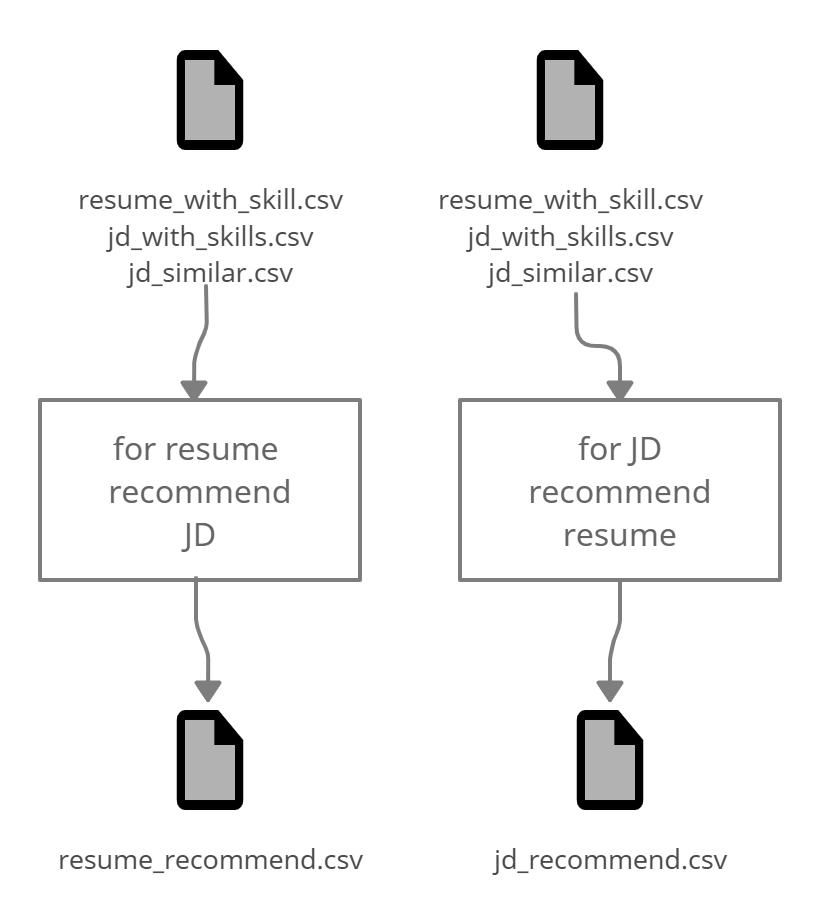 resume_with_skill.csv
jd_with_skills.csv
jd_similar.csv
for resume
recommend
JD
resume_recommend.csv
resume_with_skill.csv
jd_with_skills.csv
jd_similar.csv
for JD
recommend
resume
jd_recommend.csv